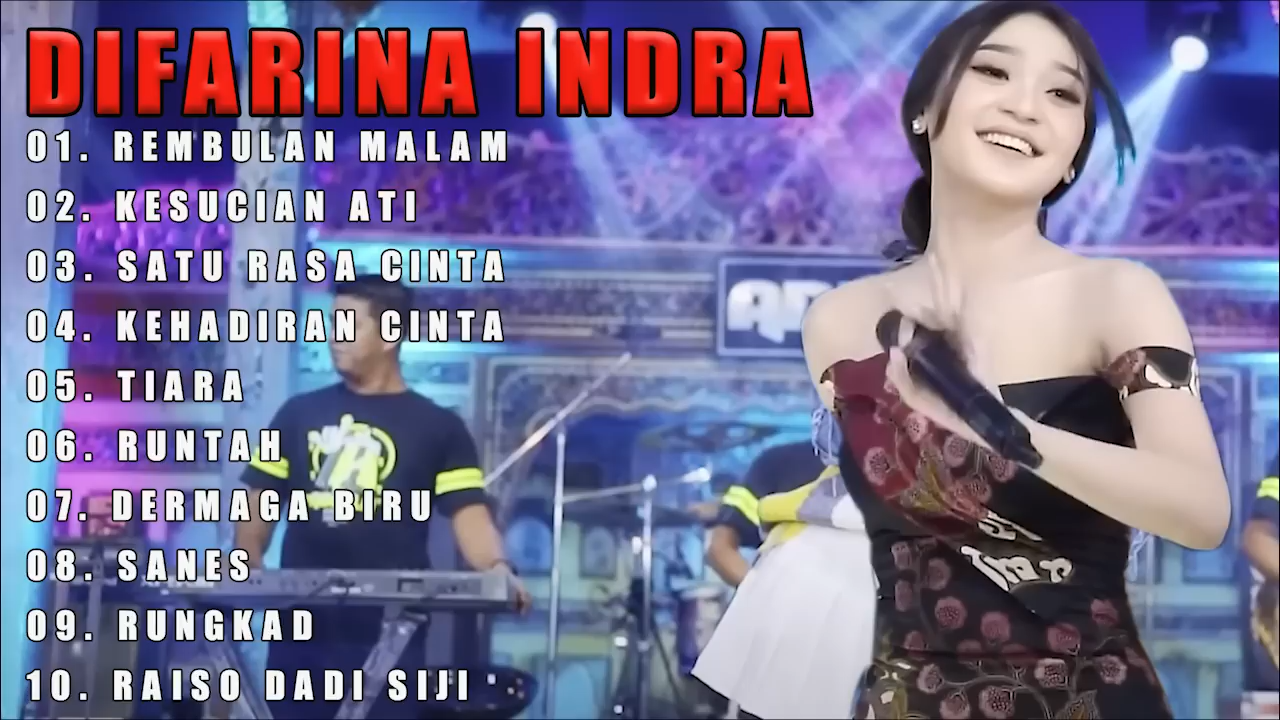 DIFARINA INDRA
01. REMBULAN MALAM
02. KESUCIAN ATI
03. SATU RASA CINTA
04. KEHADIRAN CINTA
05. TIARA
06. RUNTAH
07. DERMAGA BIRU
08. SANES
09. RUNGKAD
10. RAISO DADI SIJI